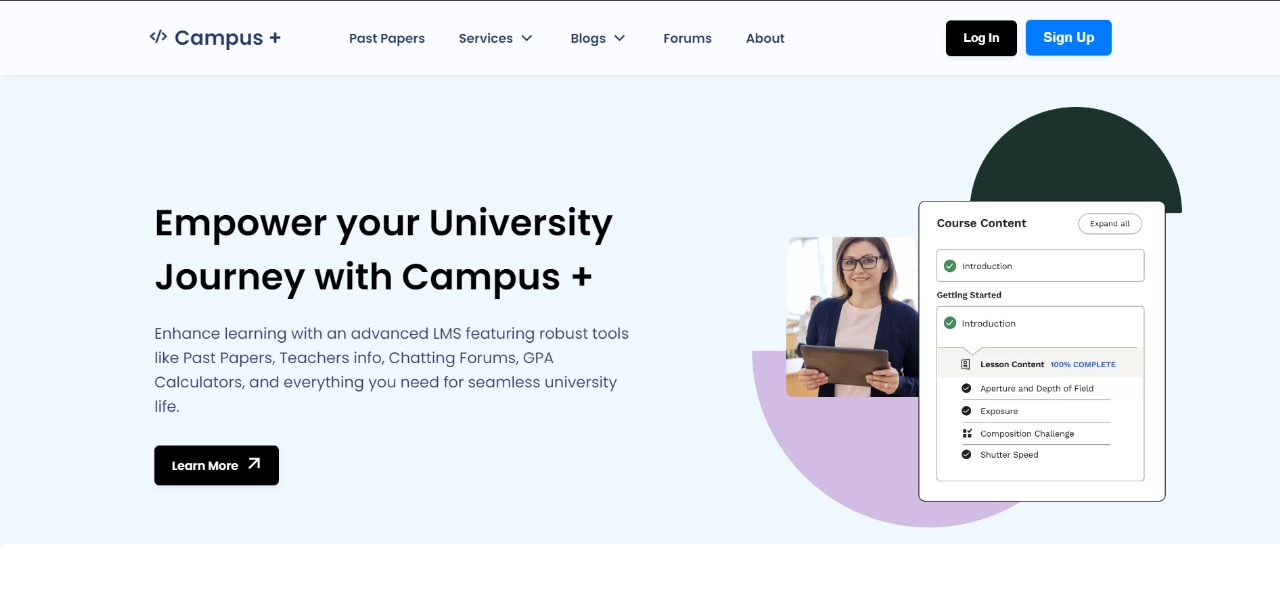 </> Campus +
Past Papers
Services
Blogs
Forums
About
Log In
Sign Up
Empower your University
Journey with Campus +
Enhance learning with an advanced LMS featuring robust tools
like Past Papers, Teachers info, Chatting Forums, GPA
Calculators, and everything you need for seamless university
life.
Learn More
Course Content
Expand all
Introduction
Getting Started
Introduction
Lesson Content 100% COMPLETE
Aperture and Depth of Field
Exposure
Composition Challenge
Shutter Speed